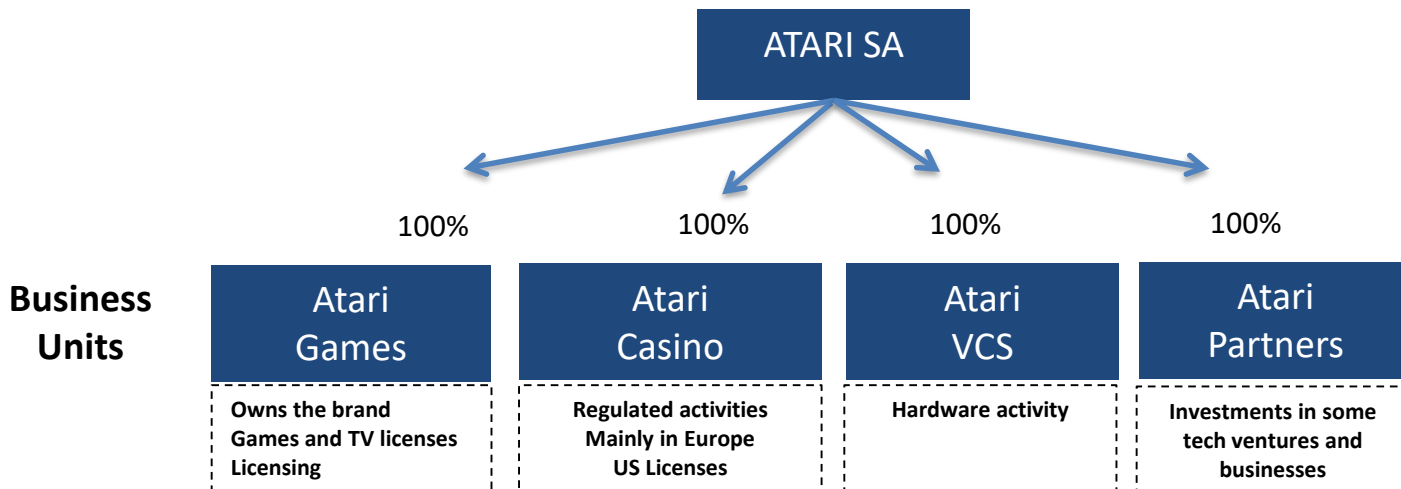 ATARI SA
100%
100%
100%
100%
Business
Units
Atari
Games
Atari
Casino
Atari
VCS
Atari
Partners
Owns the brand
Games and TV licenses
Licensing
Regulated activities
Mainly in Europe
US Licenses
Hardware activity
Investments in some
tech ventures and
businesses